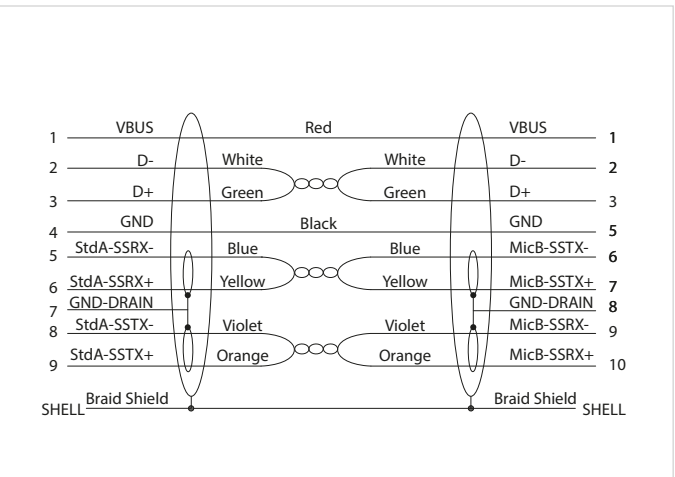 1 VBUS Red VBUS 1
2 D- White White D- 2
3 D+ Green Green D+ 3
4 GND Black GND 5
5 StdA-SSRX- Blue Blue MicB-SSTX- 6
6 StdA-SSRX+ Yellow Yellow MicB-SSTX+ 7
7 GND-DRAIN GND-DRAIN 8
8 StdA-SSTX- Violet Violet MicB-SSRX- 9
9 StdA-SSTX+ Orange Orange MicB-SSRX+ 10
SHELL Braid Shield Braid Shield SHELL